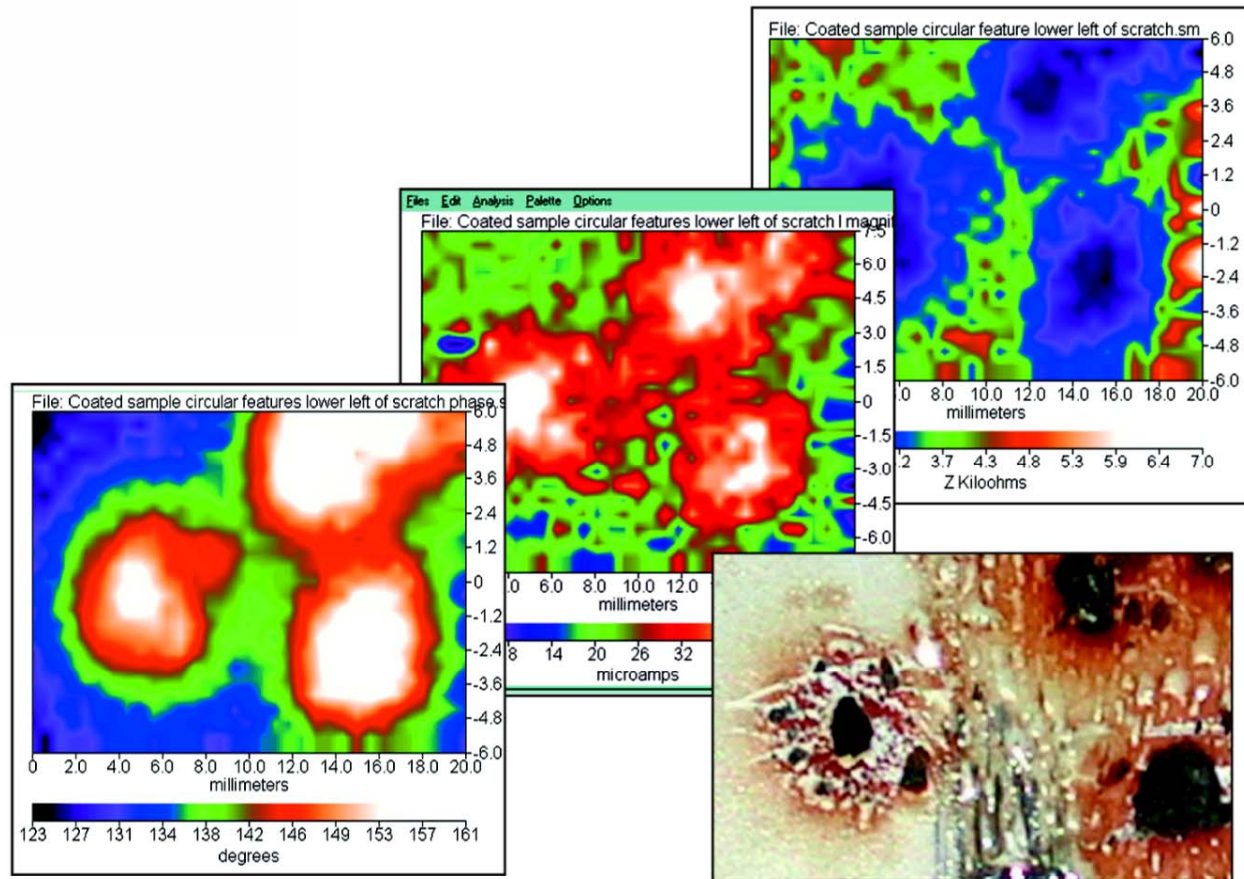 File: Coated sample circular feature lower left of scratch.sm
6.0
4.8
3.6
2.4
1.2
0
-1.2
-2.4
-3.6
-4.8
-6.0
6.0 8.0 10.0 12.0 14.0 16.0 18.0 20.0
millimeters
3.7 4.3 4.8 5.3 5.9 6.4 7.0
Z Kiloohms
Files Edit Analysis Palette Options
File: Coated sample circular features lower left of scratch I magnit
7.5
6.0
4.5
3.0
1.5
0
-1.5
-3.0
-4.5
-6.0
6.0 8.0 10.0 12.0
millimeters
8 14 20 26 32
microamps
File: Coated sample circular features lower left of scratch phase.s
6.0
4.8
3.6
2.4
1.2
0
-1.2
-2.4
-3.6
-4.8
-6.0
0 2.0 4.0 6.0 8.0 10.0 12.0 14.0 16.0 18.0 20.0
millimeters
123 127 131 134 138 142 146 149 153 157 161
degrees